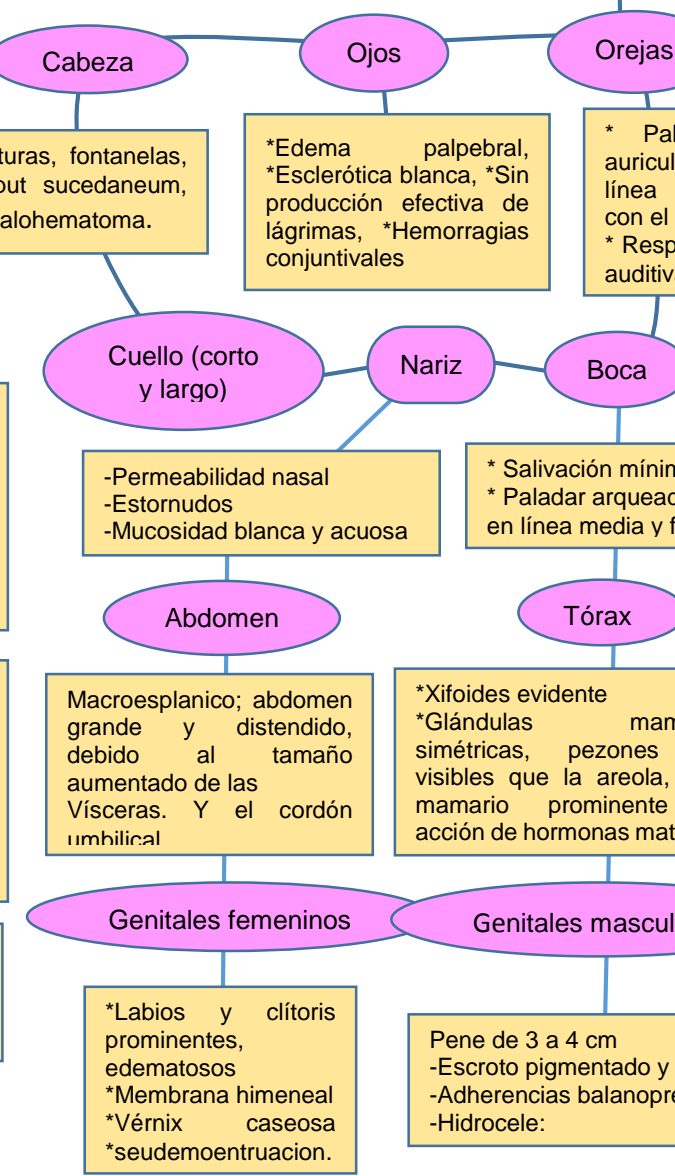 Cabeza
Ojos
Orejas
turas, fontanelas,
out sucedaneum,
alohematoma.
*Edema palpebral,
*Esclerótica blanca, *Sin
producción efectiva de
lágrimas, *Hemorragias
conjuntivales
* Pal
auricul
línea
con el
* Resp
auditiv
Cuello (corto
y largo)
Nariz
Boca
-Permeabilidad nasal
-Estornudos
-Mucosidad blanca y acuosa
* Salivación mínim
* Paladar arqueac
en línea media y f
Abdomen
Tórax
Macroesplanico; abdomen
grande y distendido,
debido al tamaño
aumentado de las
Vísceras. Y el cordón
umbilical
*Xifoides evidente
*Glándulas mam
simétricas, pezones
visibles que la areola,
mamario prominente
acción de hormonas mat
Genitales femeninos
Genitales mascul
*Labios y clítoris
prominentes,
edematosos
*Membrana himeneal
*Vérnix caseosa
*seudemoentruacion.
Pene de 3 a 4 cm
-Escroto pigmentado y
-Adherencias balanopre
-Hidrocele: